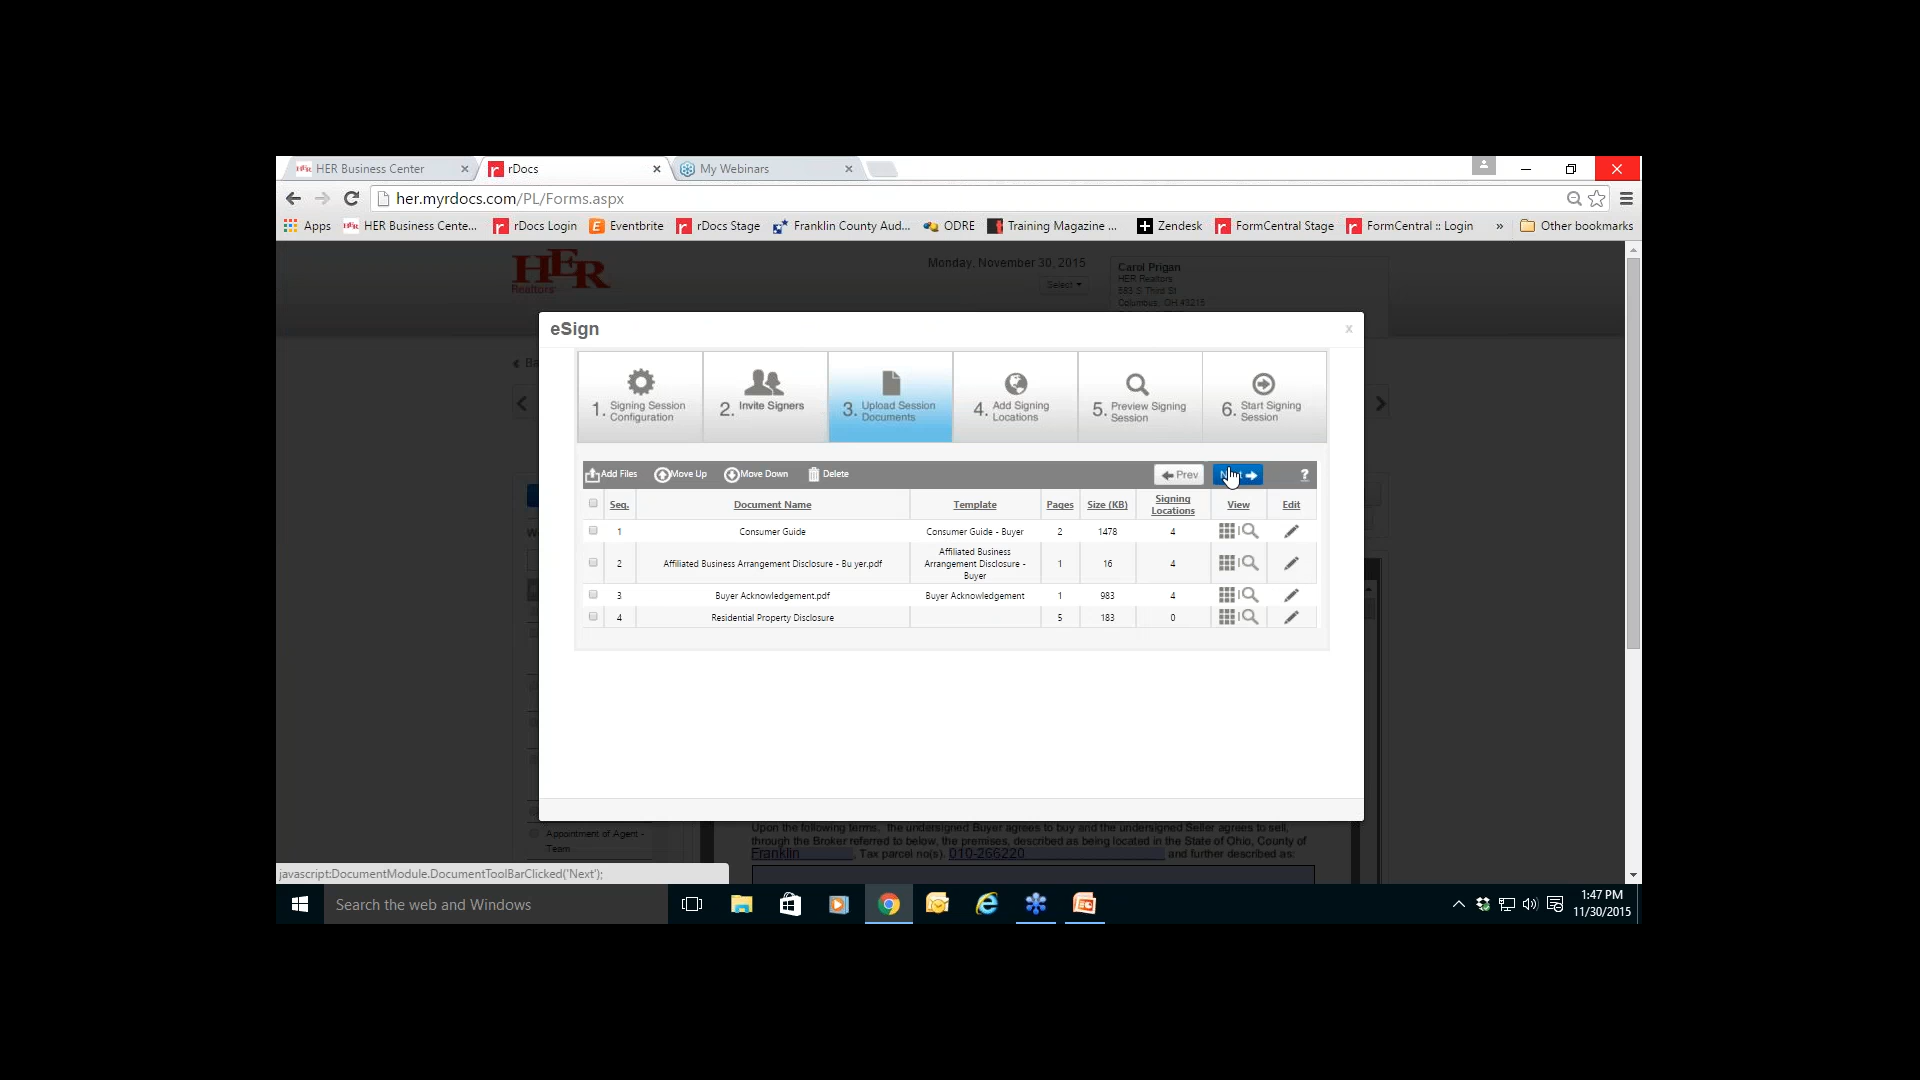 HER Business Center
rDocs
My Webinars
her.myrdocs.com/PL/Forms.aspx
Apps
HER Business Cente...
rDocs Login
Eventbrite
rDocs Stage
Franklin County Aud...
ODRE
Training Magazine ...
Zendesk
FormCentral Stage
FormCentral :: Login
»
Other bookmarks
HER
Realtors
Monday, November 30, 2015
Select
Carol Prigan
HER Realtors
583 S Third St
Columbus, OH 43215
eSign
x
1. Signing Session
Configuration
2. Invite Signers
3. Upload Session
Documents
4. Add Signing
Locations
5. Preview Signing
Session
6. Start Signing
Session
Add Files
Move Up
Move Down
Delete
Prev
?
Seq. Document Name Template Pages Size (KB) Signing Locations View Edit
1 Consumer Guide Consumer Guide - Buyer 2 1478 4
2 Affiliated Business Arrangement Disclosure - Bu yer.pdf Affiliated Business Arrangement Disclosure - Buyer 1 16 4
3 Buyer Acknowledgement.pdf Buyer Acknowledgement 1 983 4
4 Residential Property Disclosure 5 183 0
Appointment of Agent -
Team
Upon the following terms, the undersigned Buyer agrees to buy and the undersigned Seller agrees to sell,
through the Broker referred to below, the premises, described as being located in the State of Ohio, County of
Franklin , Tax parcel no(s). 010-266220 and further described as:
javascript:DocumentModule.DocumentToolBarClicked('Next');
Search the web and Windows
1:47 PM
11/30/2015